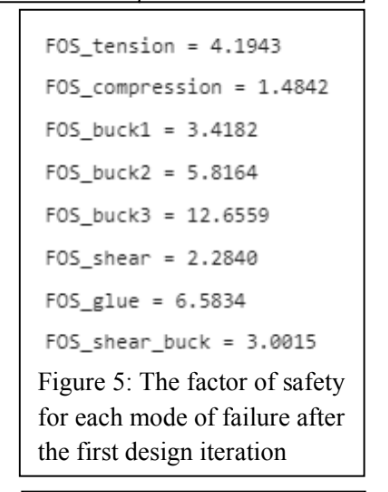 FOS_tension = 4.1943
FOS_compression = 1.4842
FOS_buck1 = 3.4182
FOS_buck2 = 5.8164
FOS_buck3 = 12.6559
FOS_shear = 2.2840
FOS_glue = 6.5834
FOS_shear_buck = 3.0015
Figure 5: The factor of safety
for each mode of failure after
the first design iteration